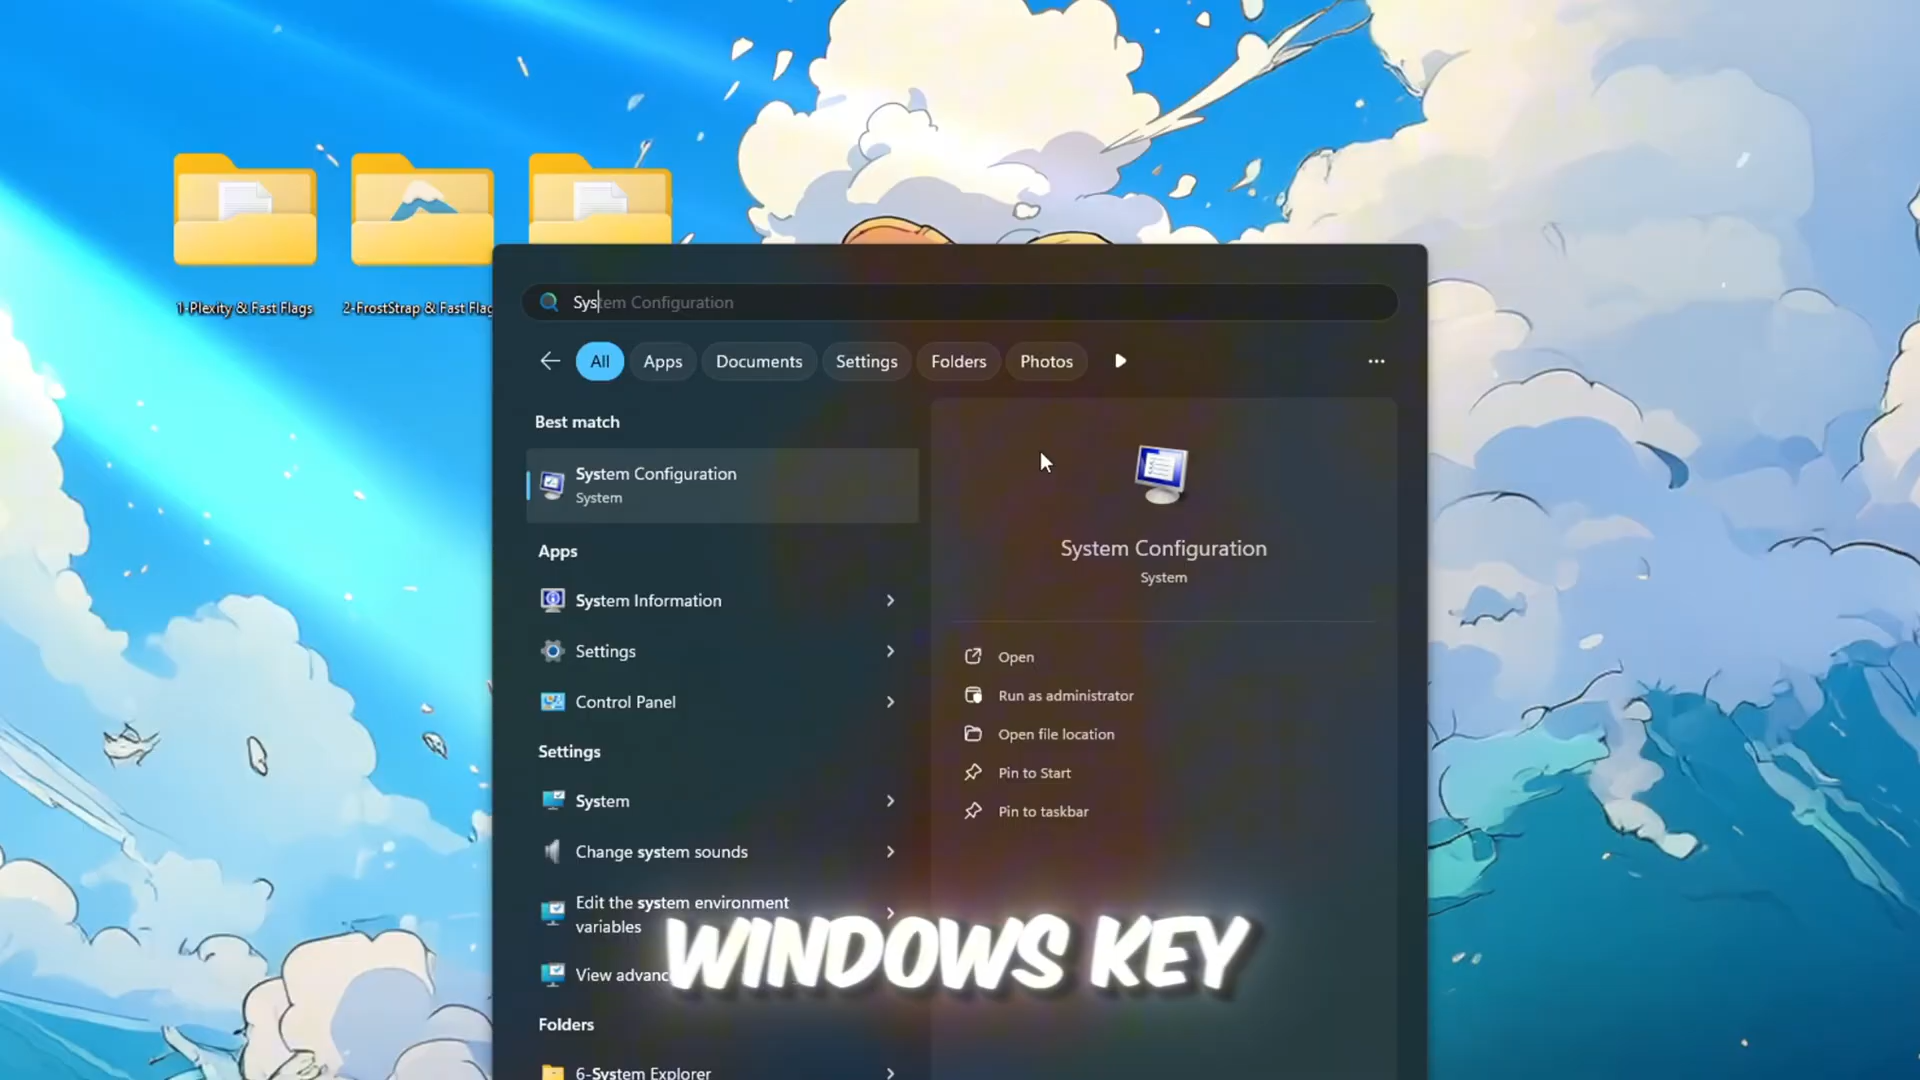 1-Plexity & Fast Flags
2-FrostStrap & Fast Flag
System Configuration
All
Apps
Documents
Settings
Folders
Photos
Best match
System Configuration
System
Apps
System Information
Settings
Control Panel
Settings
System
Change system sounds
Edit the system environment
variables
View advanc
Folders
6-System Explorer
System Configuration
System
Open
Run as administrator
Open file location
Pin to Start
Pin to taskbar
WINDOWS KEY